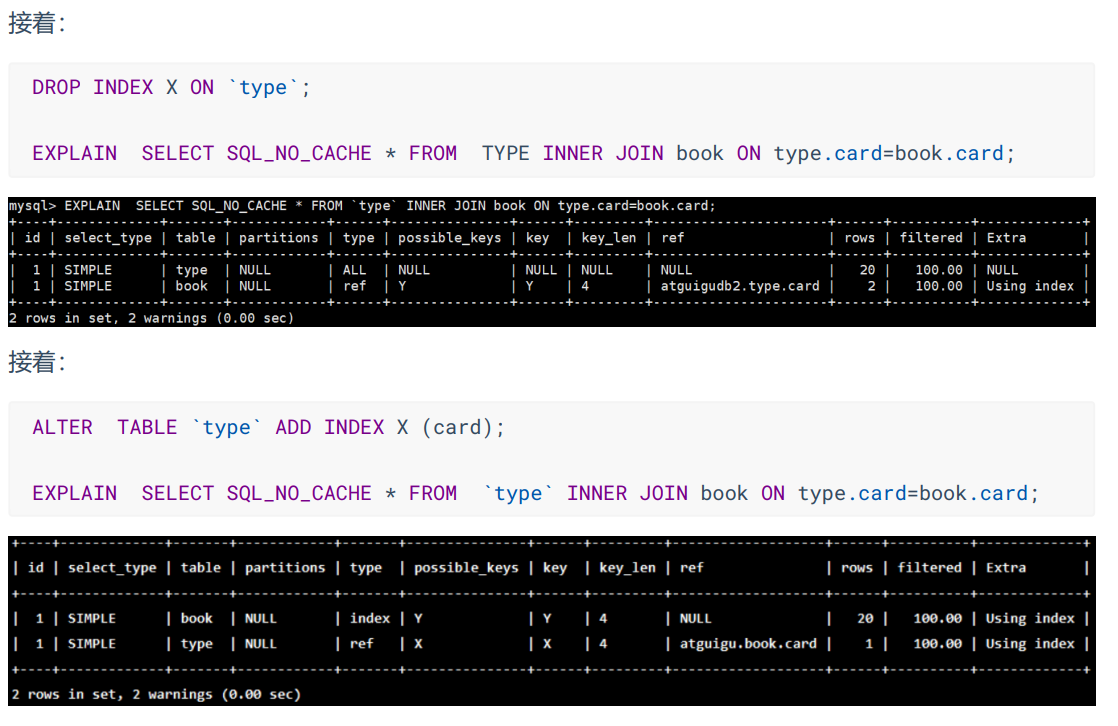 接着：
DROP INDEX X ON `type`;
EXPLAIN  SELECT SQL_NO_CACHE * FROM  TYPE INNER JOIN book ON type.card=book.card;
mysql> EXPLAIN  SELECT SQL_NO_CACHE * FROM `type` INNER JOIN book ON type.card=book.card;
+----+-------------+-------+------------+------+---------------+------+---------+----------------------+------+----------+-------------+
| id | select_type | table | partitions | type | possible_keys | key  | key_len | ref                  | rows | filtered | Extra       |
+----+-------------+-------+------------+------+---------------+------+---------+----------------------+------+----------+-------------+
|  1 | SIMPLE      | type  | NULL       | ALL  | NULL          | NULL | NULL    | NULL                 |   20 |   100.00 | NULL        |
|  1 | SIMPLE      | book  | NULL       | ref  | Y             | Y    | 4       | atguigudb2.type.card |    2 |   100.00 | Using index |
+----+-------------+-------+------------+------+---------------+------+---------+----------------------+------+----------+-------------+
2 rows in set, 2 warnings (0.00 sec)
接着：
ALTER  TABLE `type` ADD INDEX X (card);
EXPLAIN  SELECT SQL_NO_CACHE * FROM  `type` INNER JOIN book ON type.card=book.card;
+----+-------------+-------+------------+-------+---------------+-----+---------+-------------------+------+----------+-------------+
| id | select_type | table | partitions | type  | possible_keys | key | key_len | ref               | rows | filtered | Extra       |
+----+-------------+-------+------------+-------+---------------+-----+---------+-------------------+------+----------+-------------+
|  1 | SIMPLE      | book  | NULL       | index | Y             | Y   | 4       | NULL              |   20 |   100.00 | Using index |
|  1 | SIMPLE      | type  | NULL       | ref   | X             | X   | 4       | atguigu.book.card |    1 |   100.00 | Using index |
+----+-------------+-------+------------+-------+---------------+-----+---------+-------------------+------+----------+-------------+
2 rows in set, 2 warnings (0.00 sec)